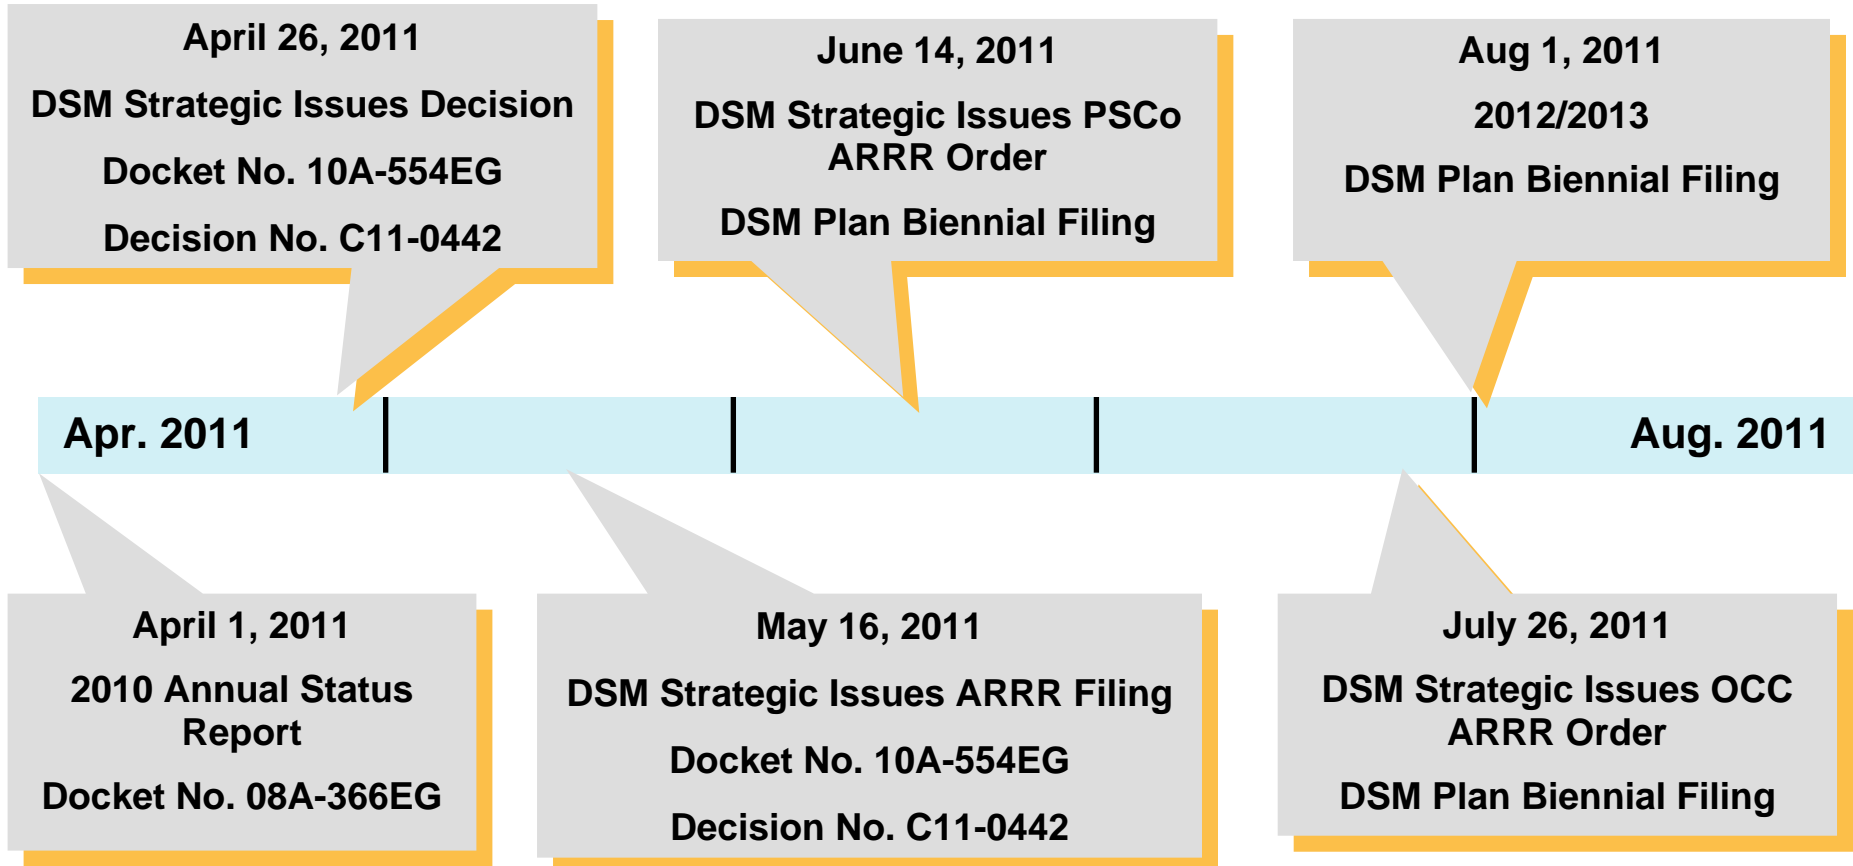 April 26, 2011
DSM Strategic Issues Decision
Docket No. 10A-554EG
Decision No. C11-0442
June 14, 2011
DSM Strategic Issues PSCo
ARRR Order
DSM Plan Biennial Filing
Aug 1, 2011
2012/2013
DSM Plan Biennial Filing
Apr. 2011
Aug. 2011
April 1, 2011
2010 Annual Status
Report
Docket No. 08A-366EG
May 16, 2011
DSM Strategic Issues ARRR Filing
Docket No. 10A-554EG
Decision No. C11-0442
July 26, 2011
DSM Strategic Issues OCC
ARRR Order
DSM Plan Biennial Filing